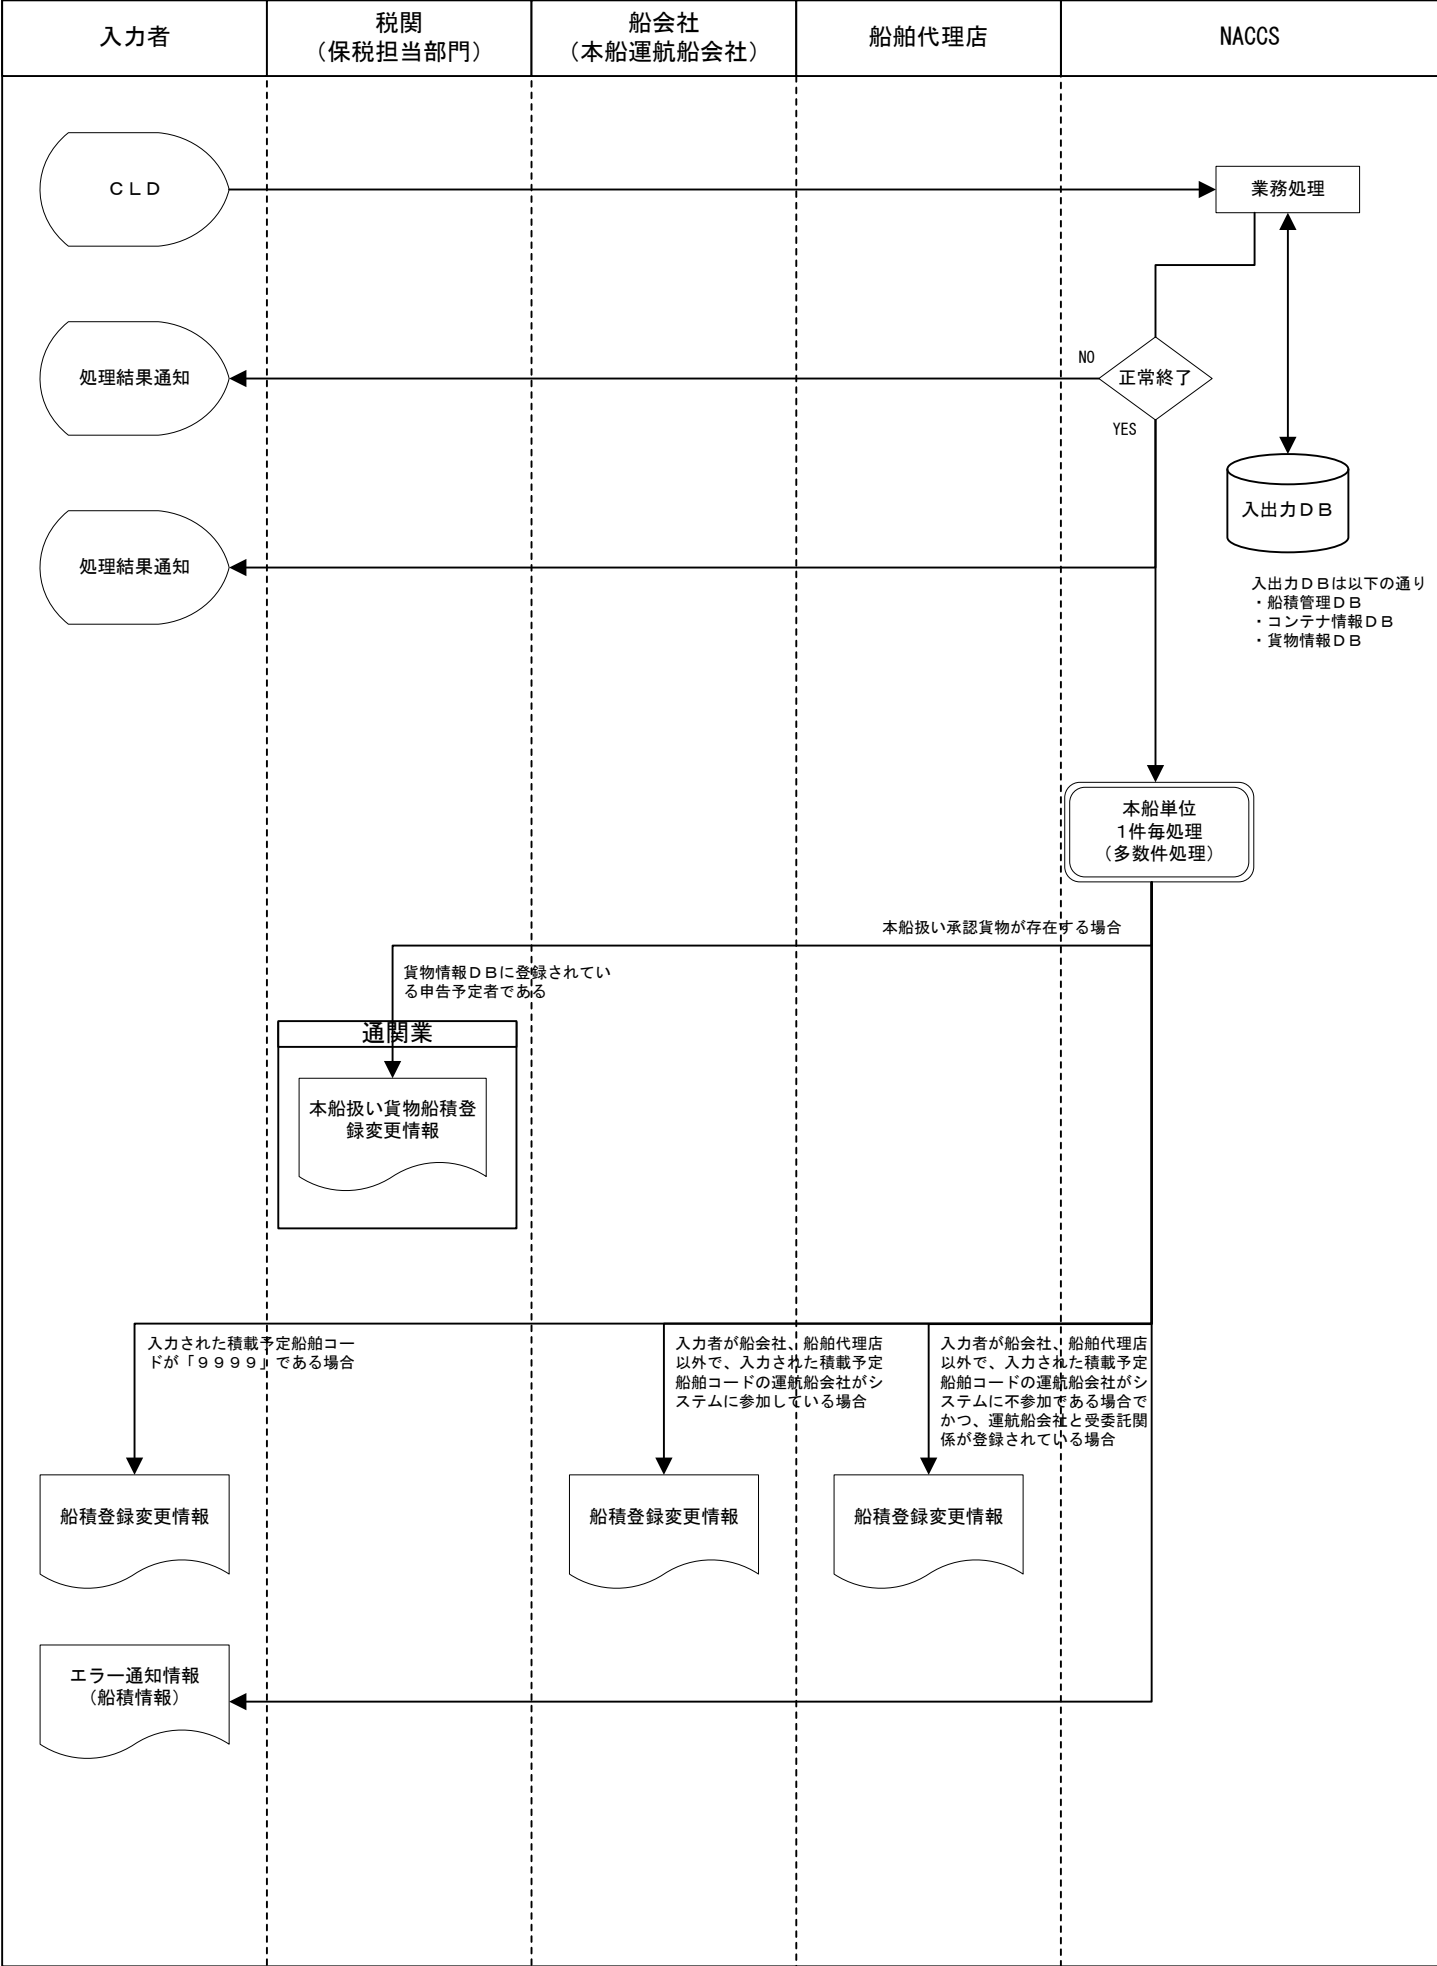 入力者
税関
（保税担当部門）
船会社
（本船運航船会社）
船舶代理店
NACCS
ＣＬＤ
業務処理
処理結果通知
NO
正常終了
YES
入出力ＤＢ
処理結果通知
入出力ＤＢは以下の通り
・船積管理ＤＢ
・コンテナ情報ＤＢ
・貨物情報ＤＢ
本船単位
１件毎処理
（多数件処理）
本船扱い承認貨物が存在する場合
貨物情報ＤＢに登録されてい
る申告予定者である
通関業
本船扱い貨物船積登
録変更情報
入力された積載予定船舶コー
ドが「９９９９」である場合
入力者が船会社、船舶代理店
以外で、入力された積載予定
船舶コードの運航船会社がシ
ステムに参加している場合
入力者が船会社、船舶代理店
以外で、入力された積載予定
船舶コードの運航船会社がシ
ステムに不参加である場合で
かつ、運航船会社と受委託関
係が登録されている場合
船積登録変更情報
船積登録変更情報
船積登録変更情報
エラー通知情報
（船積情報）